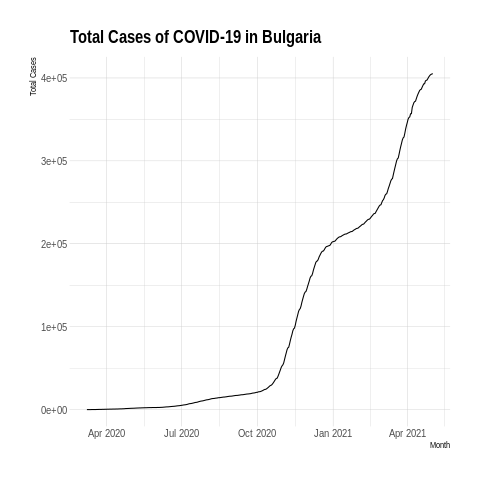 Total Cases of COVID-19 in Bulgaria
Total Cases
4e+05
3e+05
2e+05
1e+05
0e+00
Apr 2020 Jul 2020 Oct 2020 Jan 2021 Apr 2021
Month